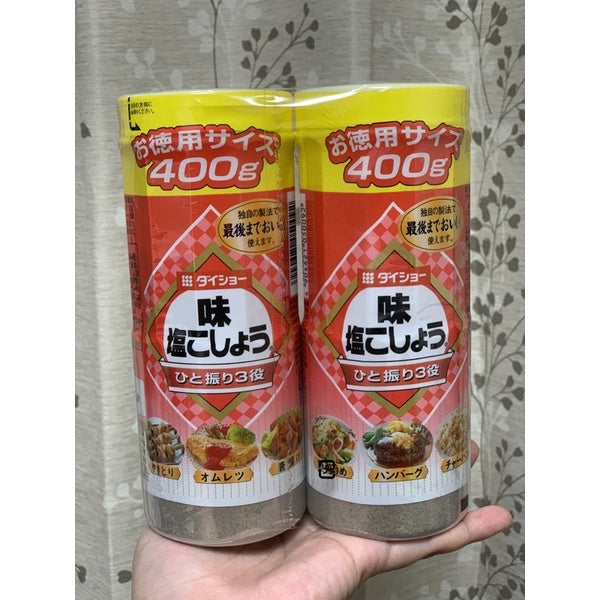 お徳用サイズ
400g
独自の製法で
最後までおいし
使えます。
ダイショー
味
塩こしょう
ひと振り3役
オムレツ
お徳用サイズ
400g
独自の製法で
最後までおいし
使えます。
ダイショー
味
塩こしょう
ひと振り3役
ハンバーグ
チャー